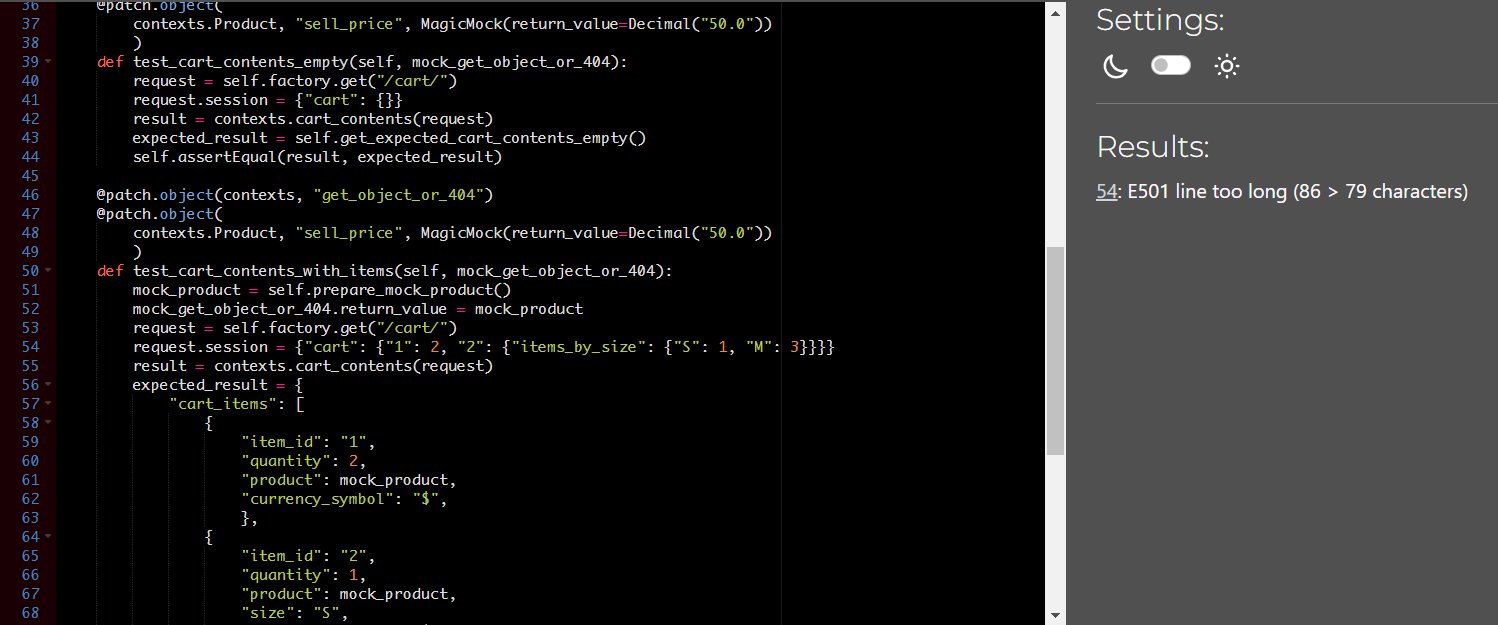 36 @patch.object(
37 contexts.Product, "sell_price", MagicMock(return_value=Decimal("50.0"))
38 )
39 def test_cart_contents_empty(self, mock_get_object_or_404):
40 request = self.factory.get("/cart/")
41 request.session = {"cart": {}}
42 result = contexts.cart_contents(request)
43 expected_result = self.get_expected_cart_contents_empty()
44 self.assertEqual(result, expected_result)
45
46 @patch.object(contexts, "get_object_or_404")
47 @patch.object(
48 contexts.Product, "sell_price", MagicMock(return_value=Decimal("50.0"))
49 )
50 def test_cart_contents_with_items(self, mock_get_object_or_404):
51 mock_product = self.prepare_mock_product()
52 mock_get_object_or_404.return_value = mock_product
53 request = self.factory.get("/cart/")
54 request.session = {"cart": {"1": 2, "2": {"items_by_size": {"S": 1, "M": 3}}}}
55 result = contexts.cart_contents(request)
56 expected_result = {
57 "cart_items": [
58 {
59 "item_id": "1",
60 "quantity": 2,
61 "product": mock_product,
62 "currency_symbol": "$",
63 },
64 {
65 "item_id": "2",
66 "quantity": 1,
67 "product": mock_product,
68 "size": "S",
Settings:
Results:
54: E501 line too long (86 > 79 characters)